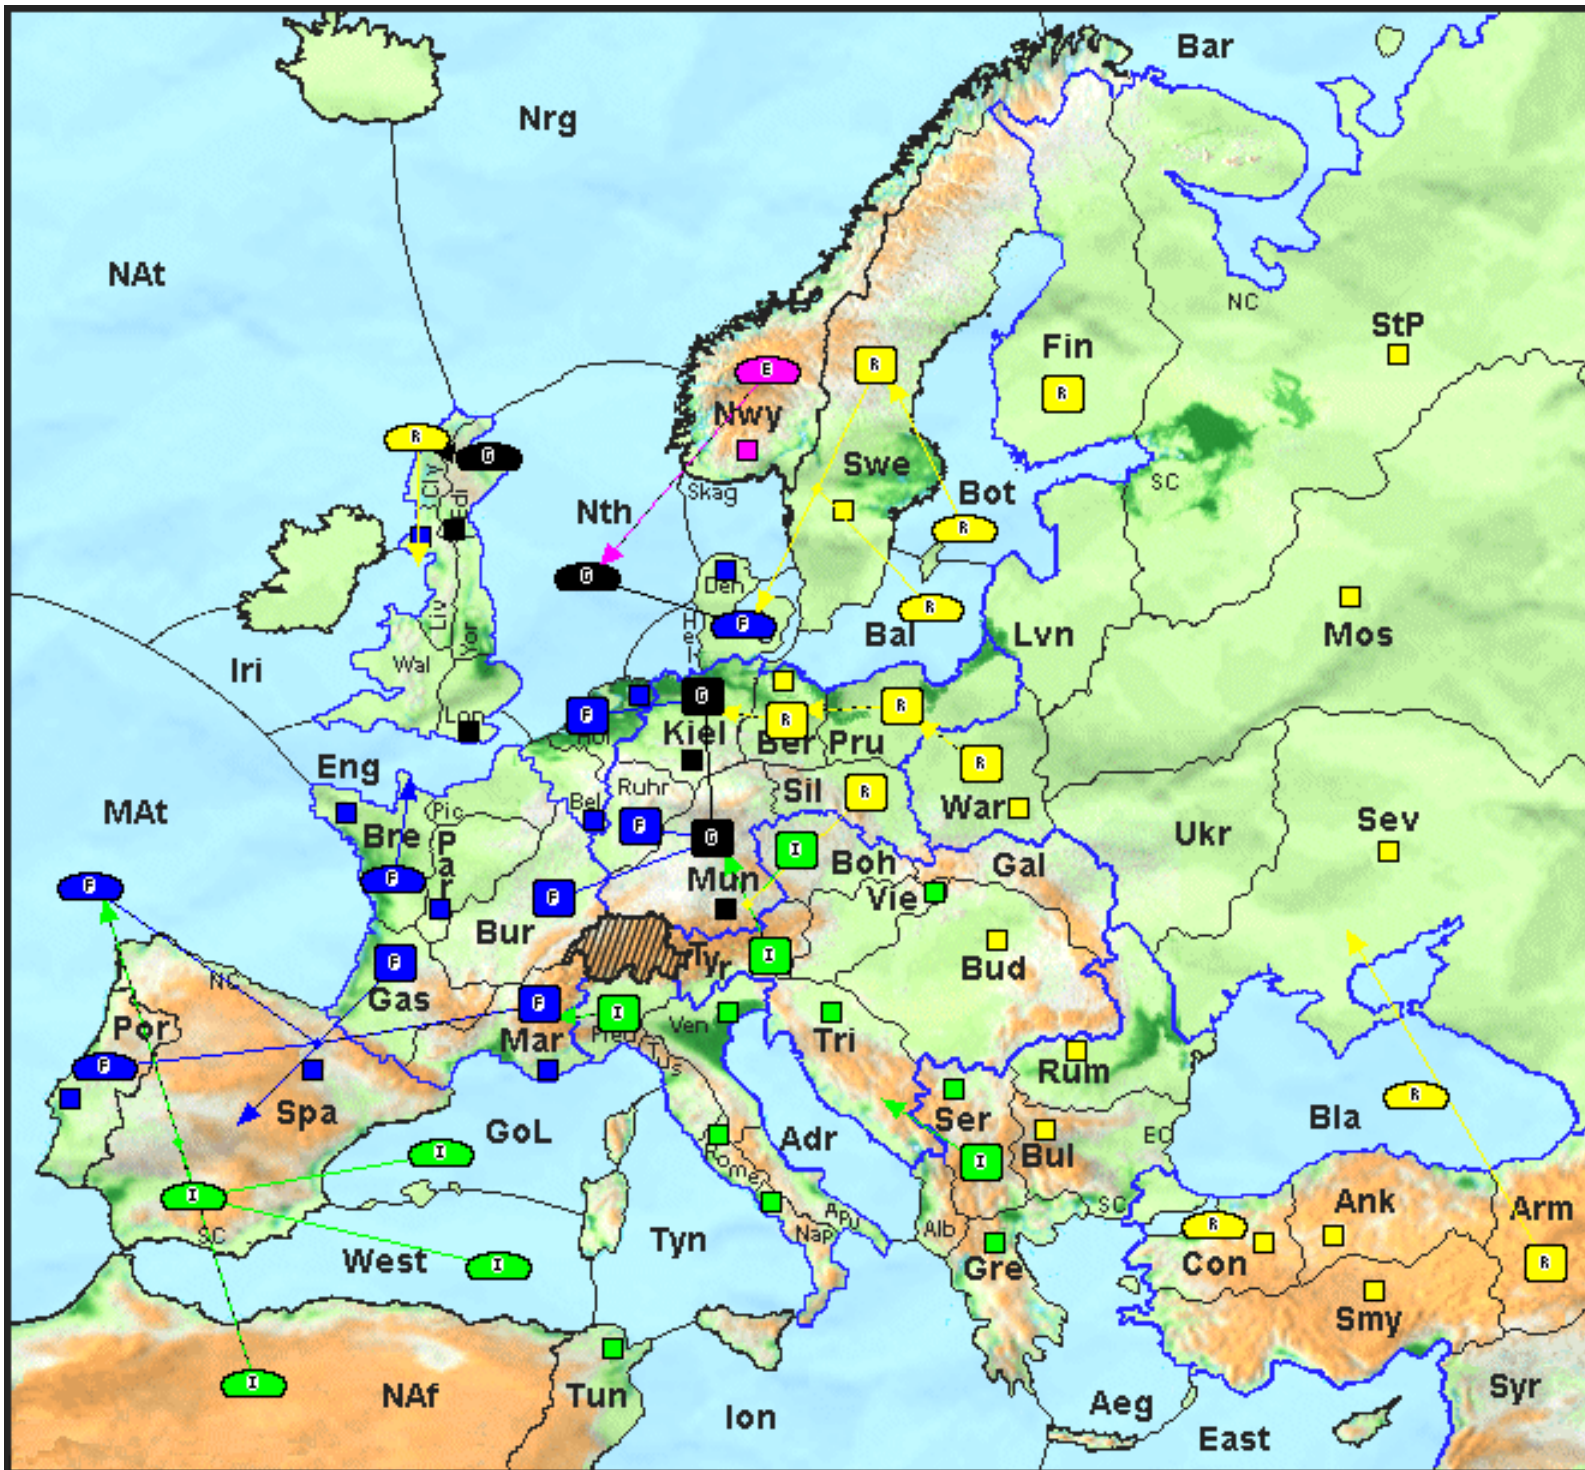 Bar
Nrg
NAt
NC
StP
Fin
E
R
R
R
Nwy
R
G
Swe
SC
Skag
Bot
Cly
Edi
Nth
R
G
Den
R
Mos
Bal
Lvn
F
Hel
Liv
Yor
Wal
Iri
G
F
R
R
Lon
Kiel
Ber
Pru
Hol
Eng
R
Ruhr
Sil
R
War
Bel
MAt
Pic
Bre
Par
F
G
I
Boh
Gal
Ukr
Sev
Mun
Vie
F
F
F
Bur
Tyr
I
Bud
F
NC
Gas
F
I
Por
Mar
Pied
Ven
Tri
Tus
F
Rum
R
Spa
GoL
Ser
Bla
Adr
EC
Bul
I
I
Rome
I
SC
Ank
Arm
Apu
R
Alb
Nap
SC
Tyn
West
I
Gre
Con
R
Smy
I
NAf
Tun
Syr
Ion
Aeg
East